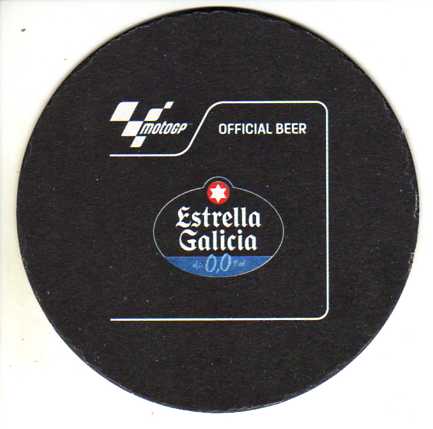 MotoGP
OFFICIAL BEER
Estrella
Galicia
0,0